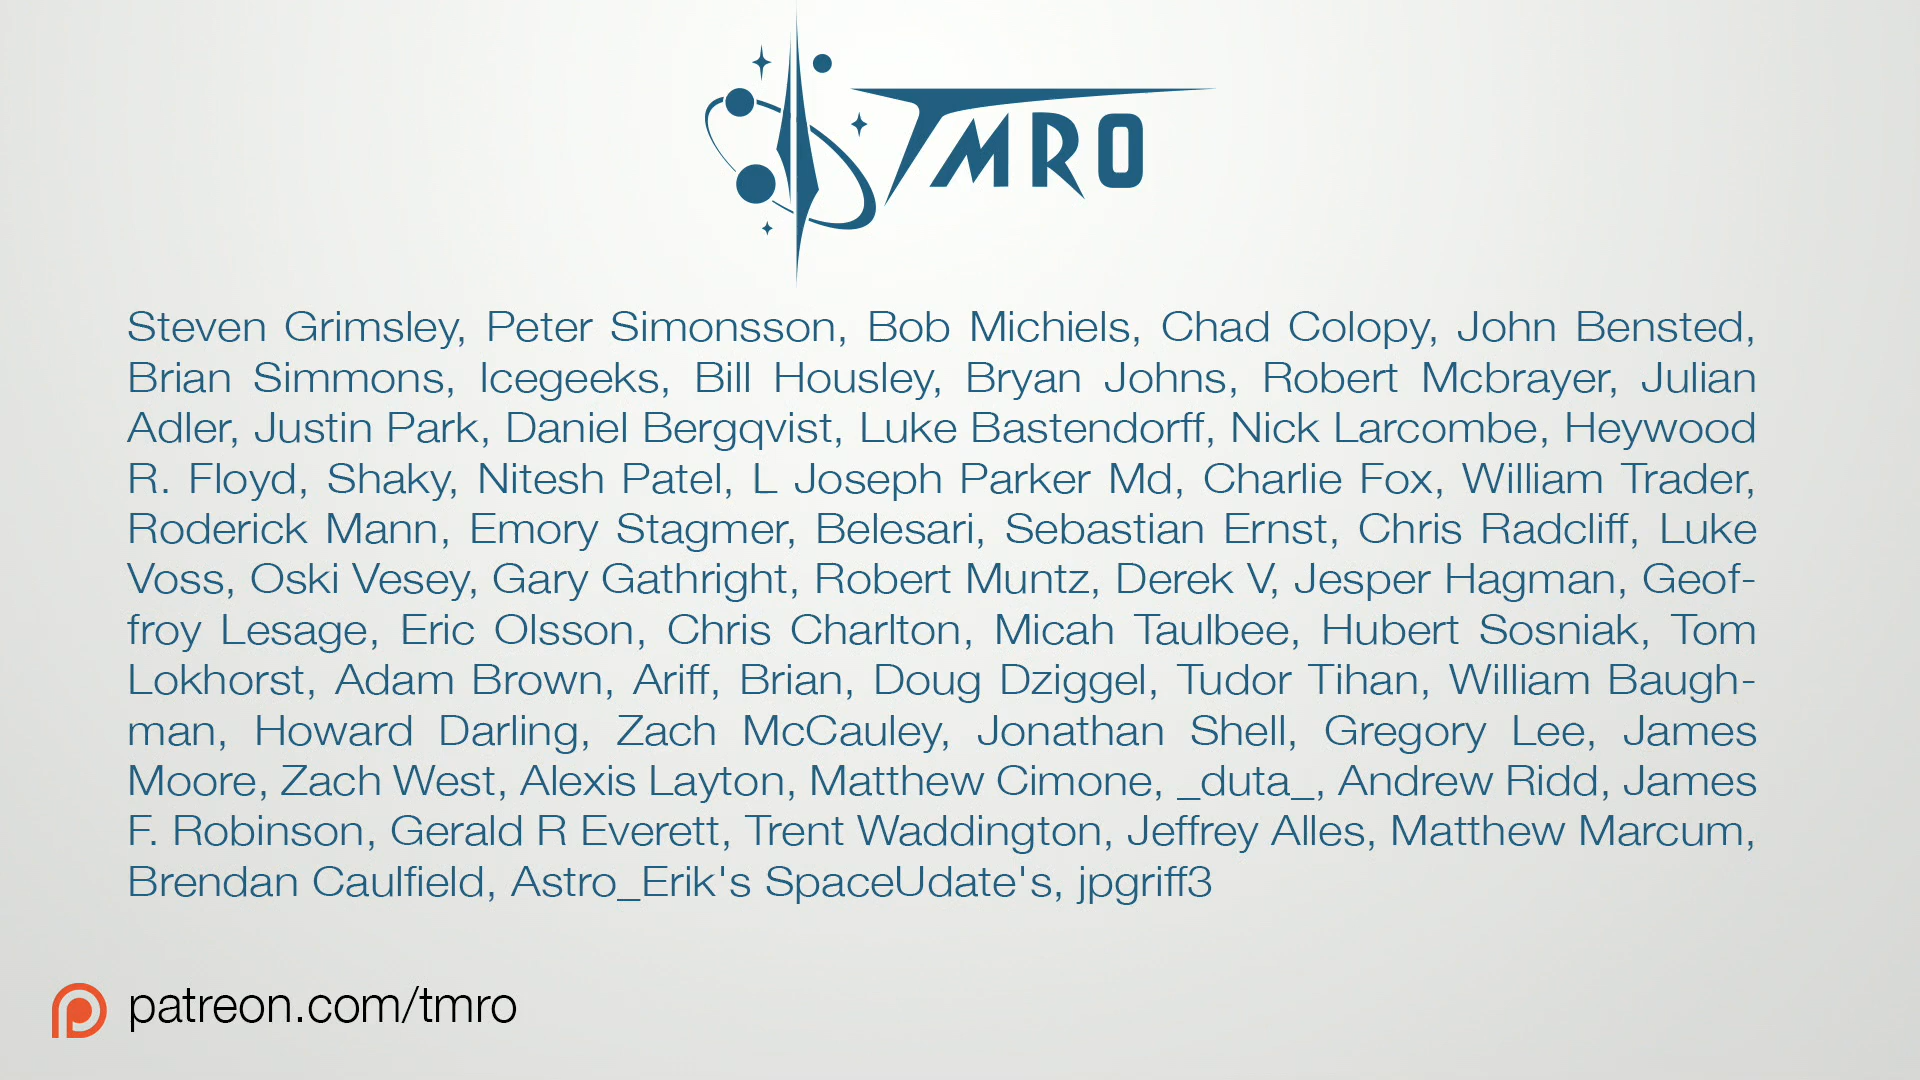 TMRO
Steven Grimsley, Peter Simonsson, Bob Michiels, Chad Colopy, John Bensted,
Brian Simmons, Icegeeks, Bill Housley, Bryan Johns, Robert Mcbrayer, Julian
Adler, Justin Park, Daniel Bergqvist, Luke Bastendorff, Nick Larcombe, Heywood
R. Floyd, Shaky, Nitesh Patel, L Joseph Parker Md, Charlie Fox, William Trader,
Roderick Mann, Emory Stagmer, Belesari, Sebastian Ernst, Chris Radcliff, Luke
Voss, Oski Vesey, Gary Gathright, Robert Muntz, Derek V, Jesper Hagman, Geof-
froy Lesage, Eric Olsson, Chris Charlton, Micah Taulbee, Hubert Sosniak, Tom
Lokhorst, Adam Brown, Ariff, Brian, Doug Dziggel, Tudor Tihan, William Baugh-
man, Howard Darling, Zach McCauley, Jonathan Shell, Gregory Lee, James
Moore, Zach West, Alexis Layton, Matthew Cimone, _duta_, Andrew Ridd, James
F. Robinson, Gerald R Everett, Trent Waddington, Jeffrey Alles, Matthew Marcum,
Brendan Caulfield, Astro_Erik's SpaceUdate's, jpgriff3
patreon.com/tmro